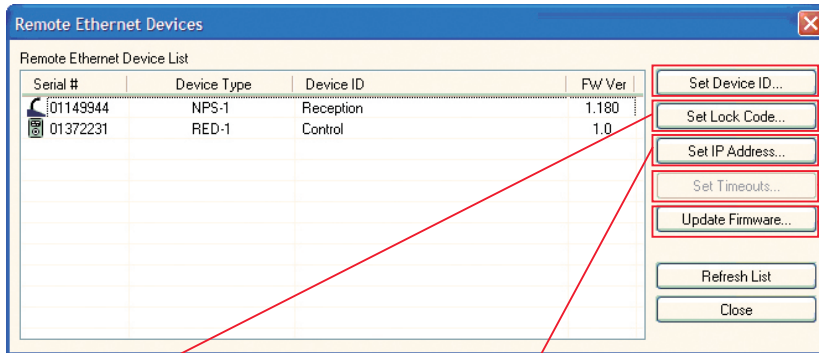 Remote Ethernet Devices
Remote Ethernet Device List
Serial # Device Type Device ID FW Ver
01149944 NPS-1 Reception 1.180
01372231 RED-1 Control 1.0
Set Device ID...
Set Lock Code...
Set IP Address...
Set Timeouts...
Update Firmware...
Refresh List
Close